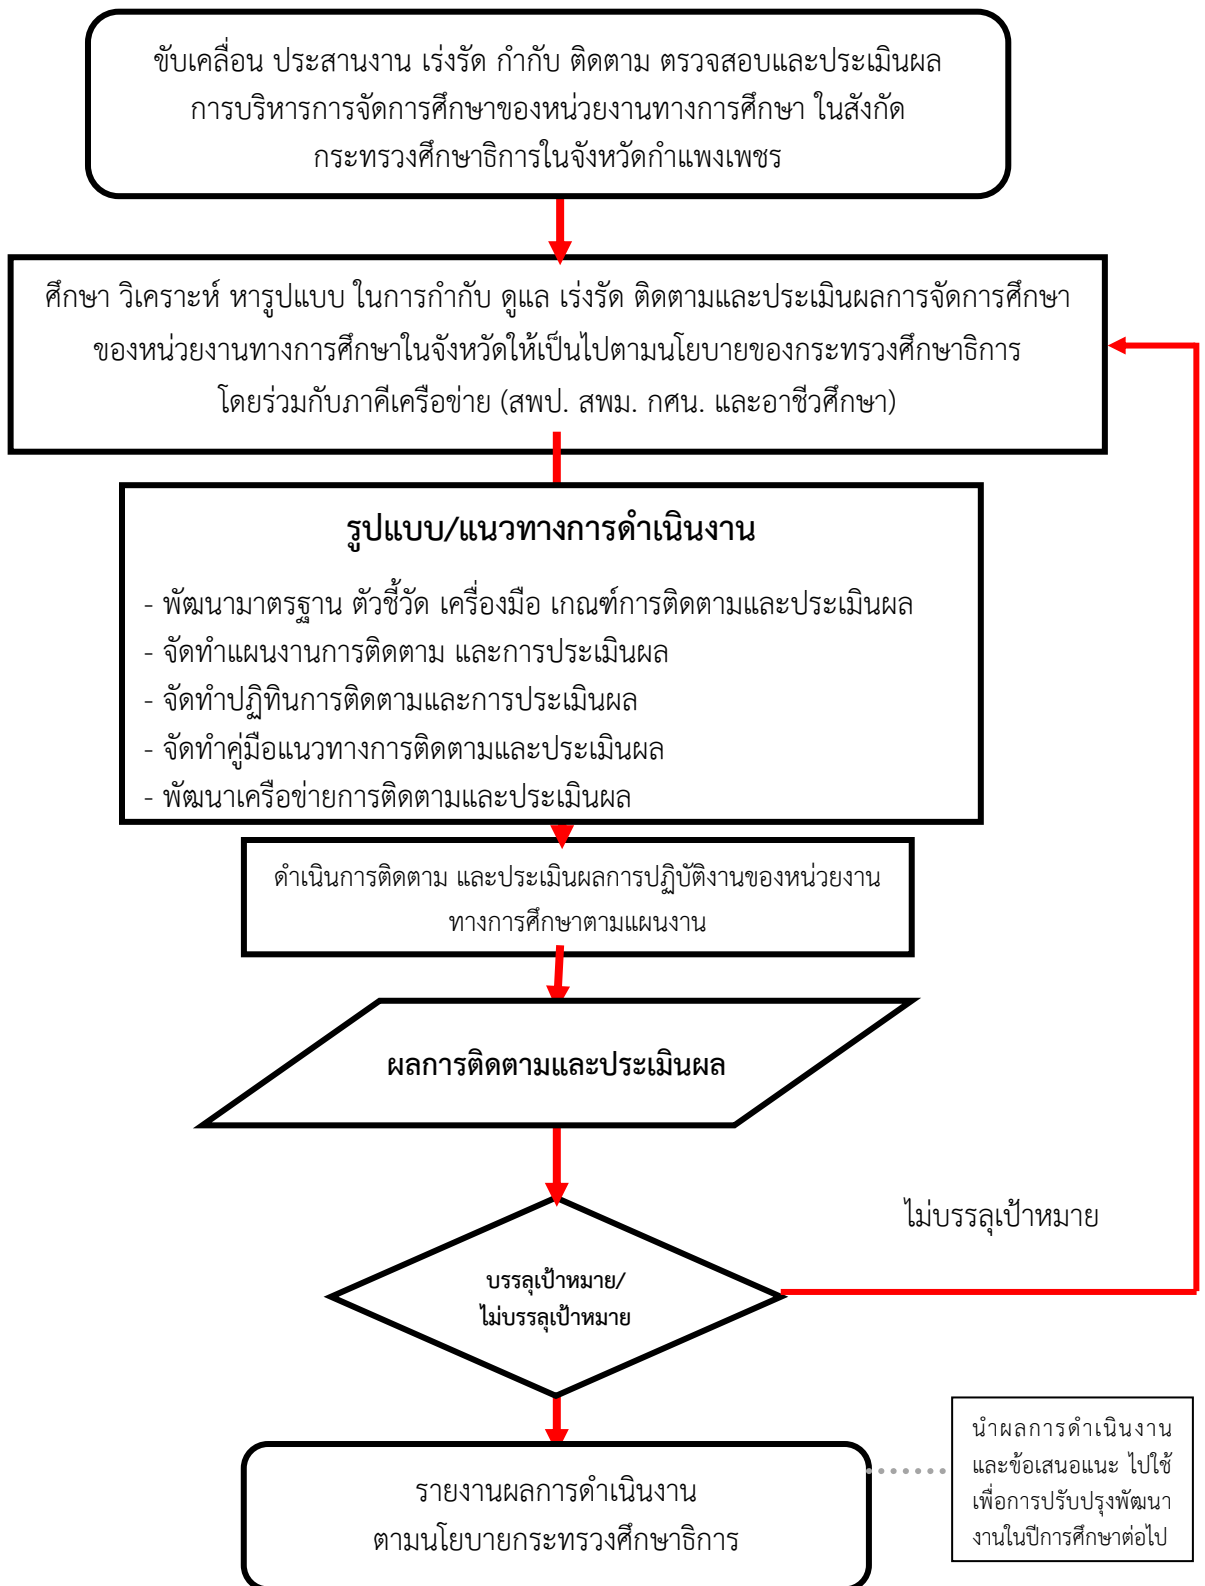 ขับเคลื่อน ประสานงาน เร่งรัด กำกับ ติดตาม ตรวจสอบและประเมินผล
การบริหารการจัดการศึกษาของหน่วยงานทางการศึกษา ในสังกัด
กระทรวงศึกษาธิการในจังหวัดกำแพงเพชร
ศึกษา วิเคราะห์ หารูปแบบ ในการกำกับ ดูแล เร่งรัด ติดตามและประเมินผลการจัดการศึกษา
ของหน่วยงานทางการศึกษาในจังหวัดให้เป็นไปตามนโยบายของกระทรวงศึกษาธิการ
โดยร่วมกับภาคีเครือข่าย (สพป. สพม. กศน. และอาชีวศึกษา)
รูปแบบ/แนวทางการดำเนินงาน
- พัฒนามาตรฐาน ตัวชี้วัด เครื่องมือ เกณฑ์การติดตามและประเมินผล
- จัดทำแผนงานการติดตาม และการประเมินผล
- จัดทำปฏิทินการติดตามและการประเมินผล
- จัดทำคู่มือแนวทางการติดตามและประเมินผล
- พัฒนาเครือข่ายการติดตามและประเมินผล
ดำเนินการติดตาม และประเมินผลการปฏิบัติงานของหน่วยงาน
ทางการศึกษาตามแผนงาน
ผลการติดตามและประเมินผล
ไม่บรรลุเป้าหมาย
บรรลุเป้าหมาย/
ไม่บรรลุเป้าหมาย
รายงานผลการดำเนินงาน
ตามนโยบายกระทรวงศึกษาธิการ
นำผลการดำเนินงาน
และข้อเสนอแนะ ไปใช้
เพื่อการปรับปรุงพัฒนา
งานในปีการศึกษาต่อไป